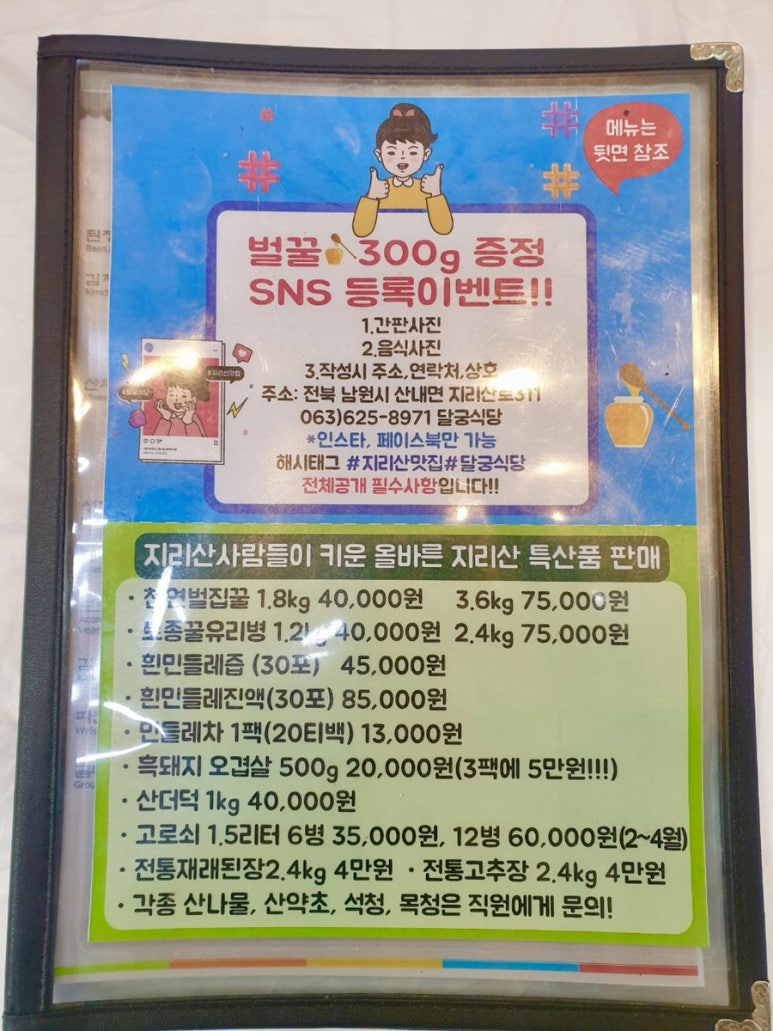 메뉴는
뒷면 참조
벌꿀 300g 증정
SNS 등록이벤트!!
1.간판사진
2.음식사진
3.작성시 주소,연락처,상호
주소: 전북 남원시 산내면 지리산로311
063)625-8971 달궁식당
*인스타, 페이스북만 가능
해시태그 #지리산맛집#달궁식당
전체공개 필수사항입니다!!
#지리산맛집
지리산사람들이 키운 올바른 지리산 특산품 판매
· 천연벌집꿀 1.8kg 40,000원 3.6kg 75,000원
· 토종꿀유리병 1.2kg 40,000원 2.4kg 75,000원
· 흰민들레즙 (30포) 45,000원
· 흰민들레진액(30포) 85,000원
· 민들레차 1팩(20티백) 13,000원
· 흑돼지 오겹살 500g 20,000원(3팩에 5만원!!!)
· 산더덕 1kg 40,000원
· 고로쇠 1.5리터 6병 35,000원, 12병 60,000원(2~4월)
· 전통재래된장2.4kg 4만원 · 전통고추장 2.4kg 4만원
· 각종 산나물, 산약초, 석청, 목청은 직원에게 문의!